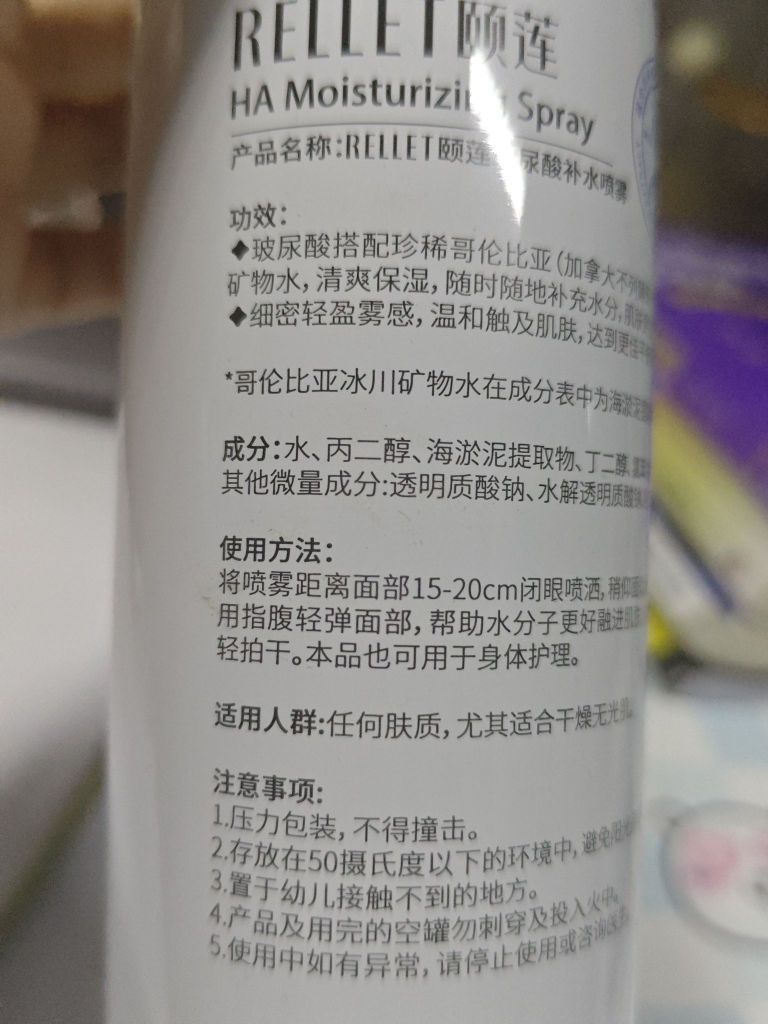 RELLET颐莲
HA Moisturizing Spray
产品名称:RELLET颐莲 尿酸补水喷雾
功效:
◆玻尿酸搭配珍稀哥伦比亚(加拿大不列
矿物水,清爽保湿,随时随地补充水分,肌
◆细密轻盈雾感,温和触及肌肤,达到更佳
*哥伦比亚冰川矿物水在成分表中为海淤泥
成分:水、丙二醇、海淤泥提取物、丁二醇、
其他微量成分:透明质酸钠、水解透明质酸
使用方法:
将喷雾距离面部15-20cm闭眼喷洒,稍仰
用指腹轻弹面部,帮助水分子更好融进肌
轻拍干。本品也可用于身体护理。
适用人群:任何肤质,尤其适合干燥无光肌
注意事项:
1.压力包装,不得撞击。
2.存放在50摄氏度以下的环境中,避免阳
3.置于幼儿接触不到的地方。
4.产品及用完的空罐勿刺穿及投入火中。
5.使用中如有异常,请停止使用或咨询医